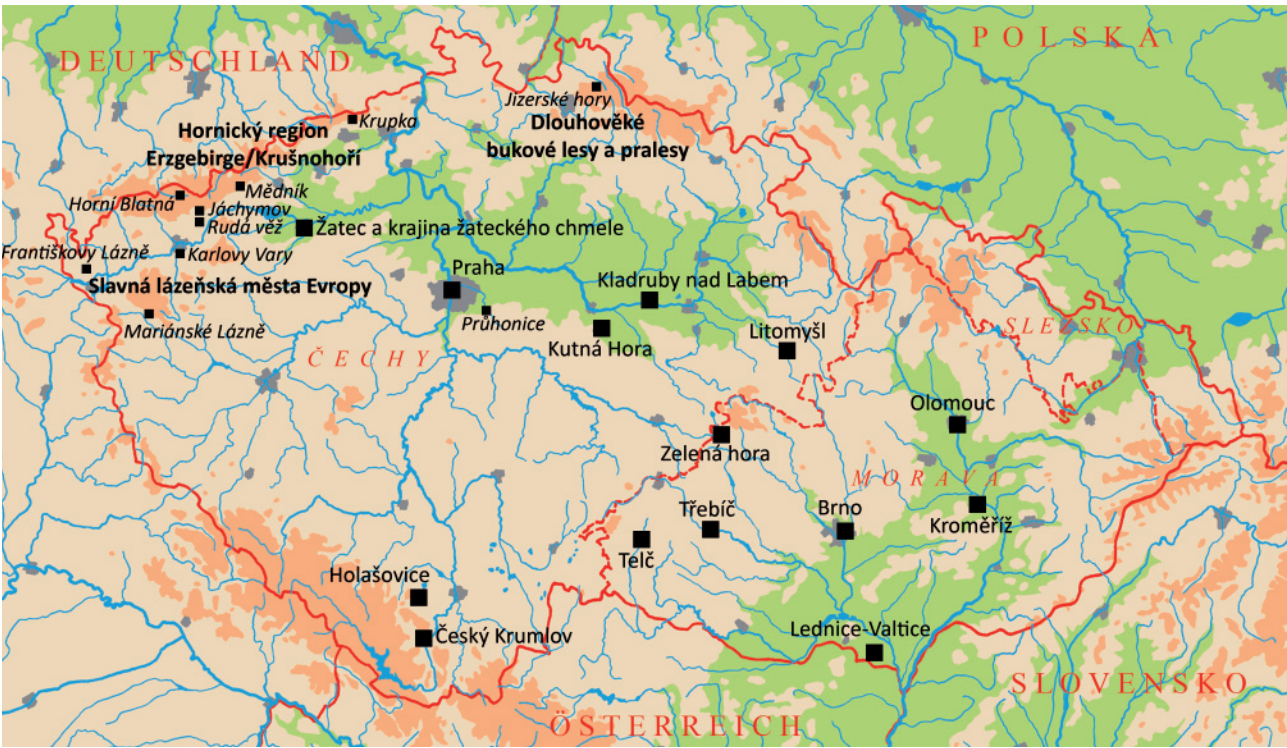 DEUTSCHLAND
POLSKA
Jizerské hory
Dlouhověké
bukové lesy a pralesy
Krupka
Hornický region
Erzgebirge/Krušnohoří
Mědník
Horní Blatná
Jáchymov
Rudá věž
Žatec a krajina žateckého chmele
Františkovy Lázně
Karlovy Vary
Slavná lázeňská města Evropy
Mariánské Lázně
Praha
Průhonice
Kladruby nad Labem
Kutná Hora
Litomyšl
SLEZSKO
ČECHY
Olomouc
Zelená hora
MORAVA
Třebíč
Brno
Kroměříž
Telč
Holašovice
Český Krumlov
Lednice-Valtice
SLOVENSKO
ÖSTERREICH